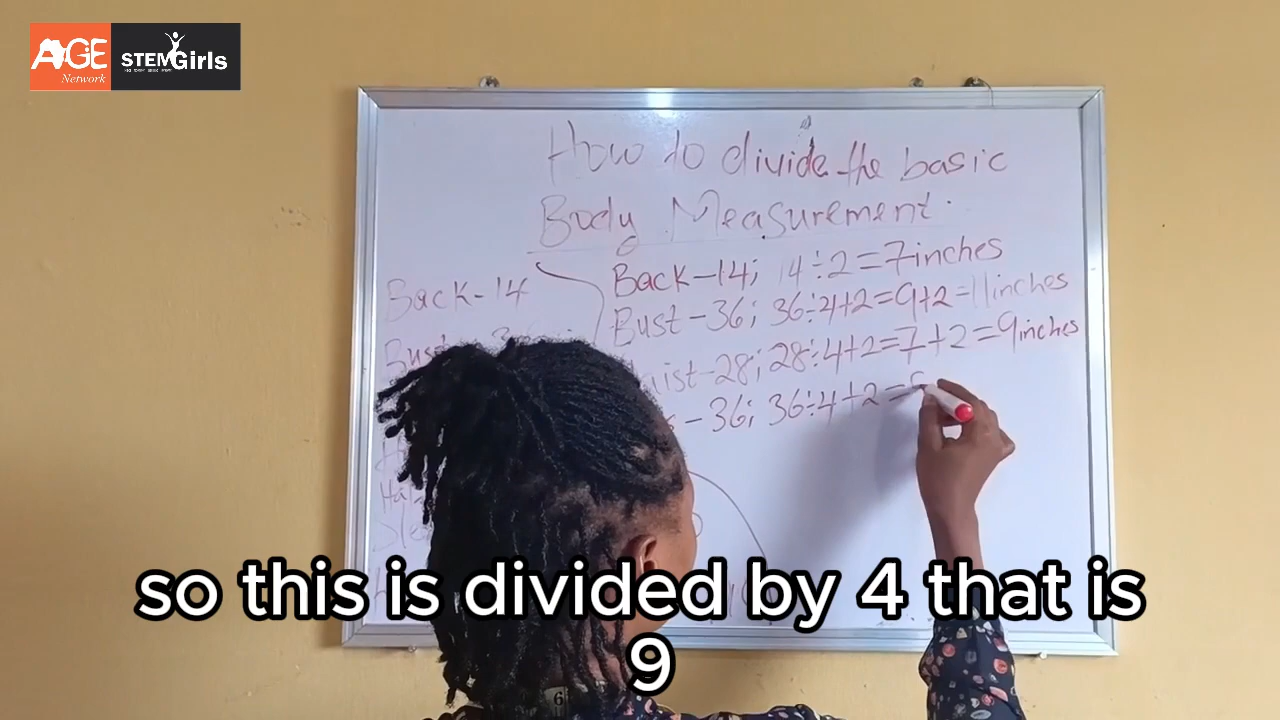 AGE
Network
STEMGirls
How to divide the basic
Body Measurement.
Back-14
Back-14; 14÷2=7inches
Bust-36; 36÷4+2=9+2=11inches
-28; 28÷4+2=7+2=9inches
-36; 36÷4+2=
so this is divided by 4 that is
9